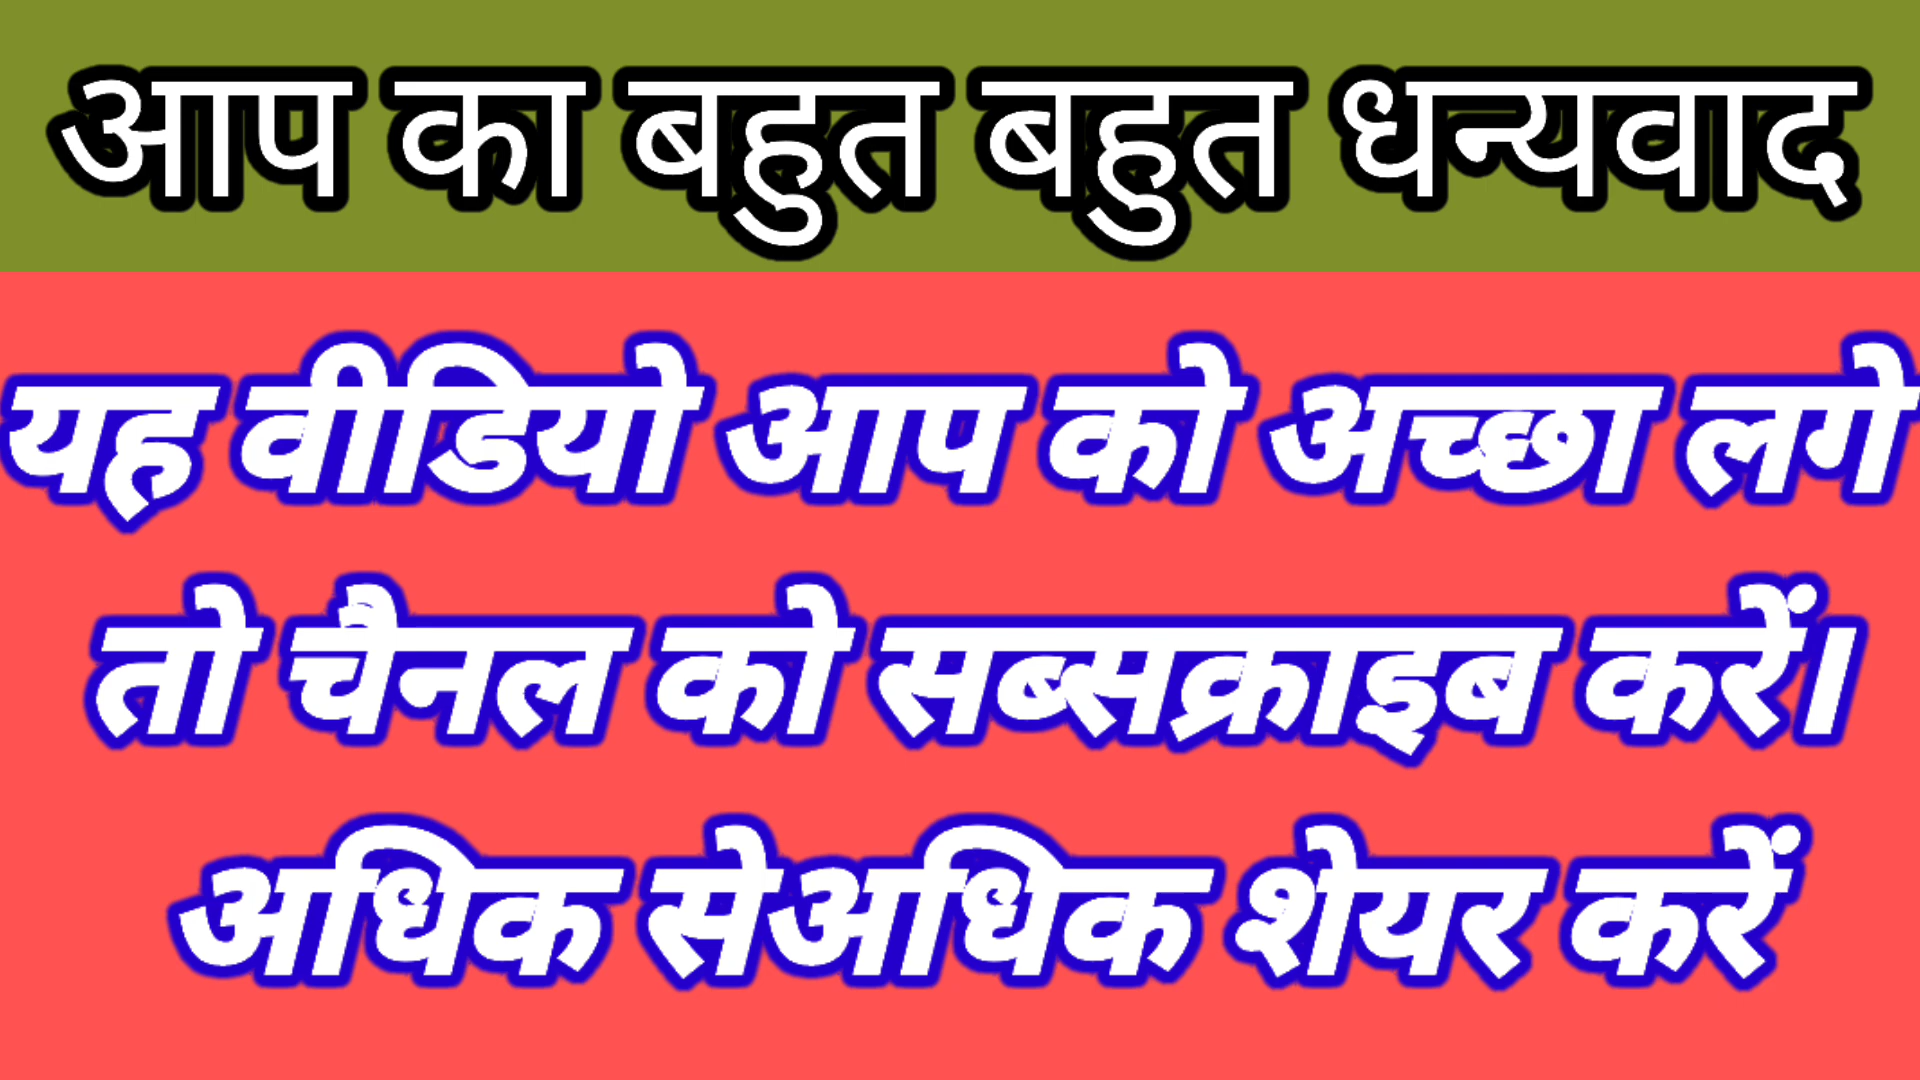 आप का बहुत बहुत धन्यवाद
यह वीडियो आप को अच्छा लगे
तो चैनल को सब्सक्राइब करें।
अधिक सेअधिक शेयर करें